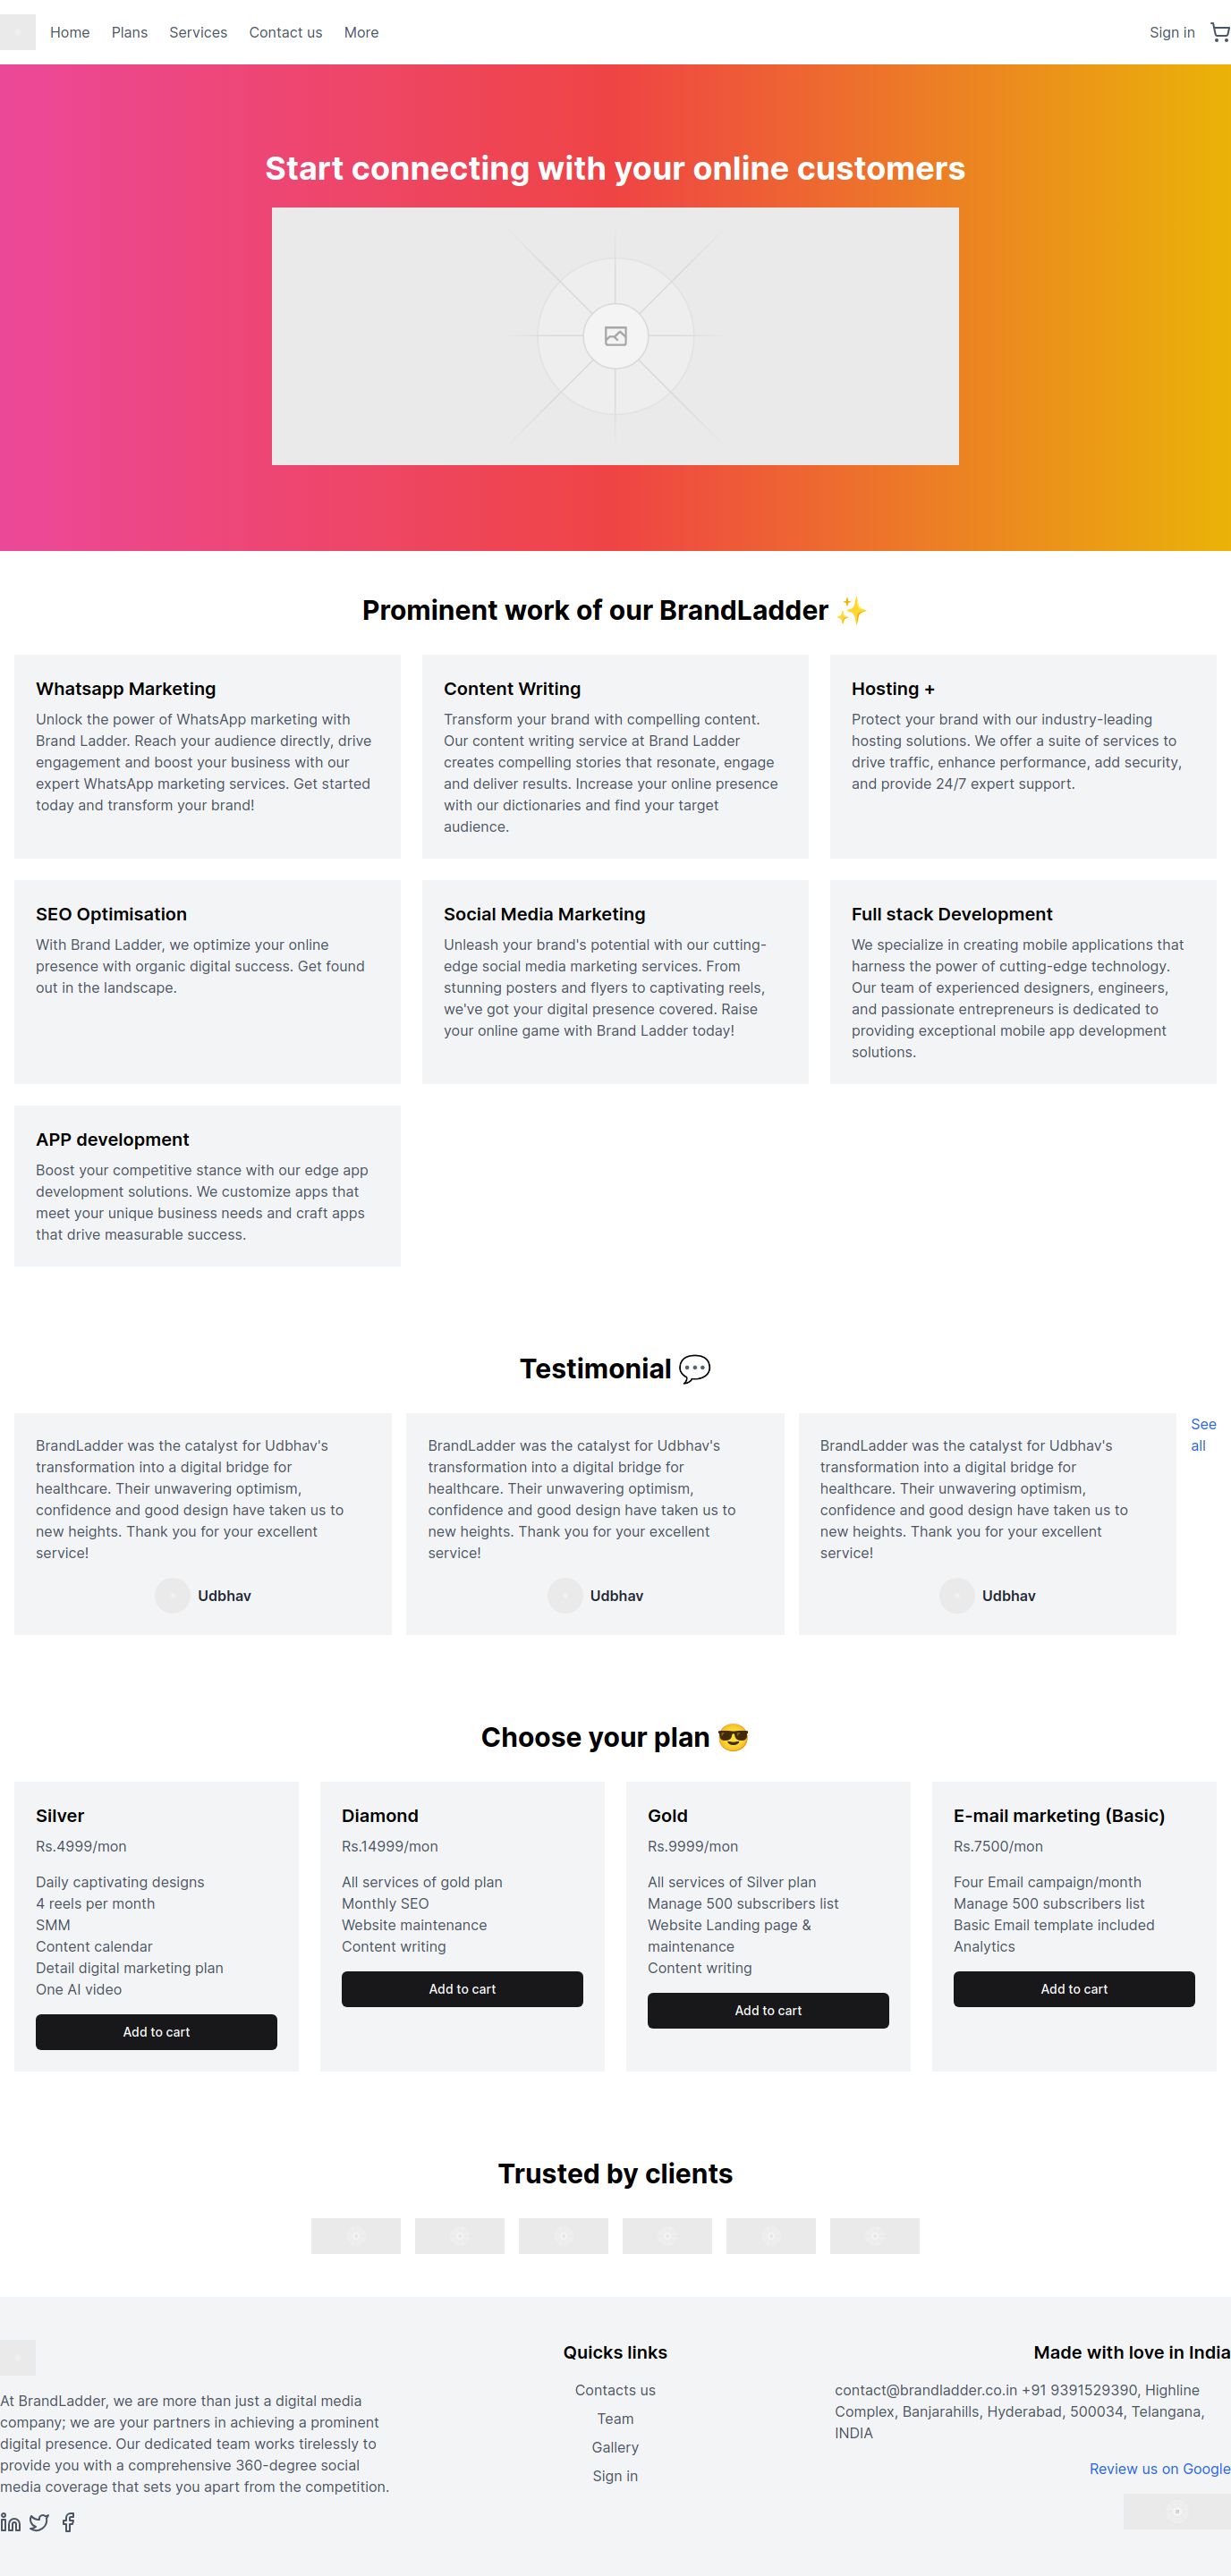 Home Plans Services Contact us More Sign in
Start connecting with your online customers
Prominent work of our BrandLadder ✨
Whatsapp Marketing
Unlock the power of WhatsApp marketing with
Brand Ladder. Reach your audience directly, drive
engagement and boost your business with our
expert WhatsApp marketing services. Get started
today and transform your brand!
Content Writing
Transform your brand with compelling content.
Our content writing service at Brand Ladder
creates compelling stories that resonate, engage
and deliver results. Increase your online presence
with our dictionaries and find your target
audience.
Hosting +
Protect your brand with our industry-leading
hosting solutions. We offer a suite of services to
drive traffic, enhance performance, add security,
and provide 24/7 expert support.
SEO Optimisation
With Brand Ladder, we optimize your online
presence with organic digital success. Get found
out in the landscape.
Social Media Marketing
Unleash your brand's potential with our cutting-
edge social media marketing services. From
stunning posters and flyers to captivating reels,
we've got your digital presence covered. Raise
your online game with Brand Ladder today!
Full stack Development
We specialize in creating mobile applications that
harness the power of cutting-edge technology.
Our team of experienced designers, engineers,
and passionate entrepreneurs is dedicated to
providing exceptional mobile app development
solutions.
APP development
Boost your competitive stance with our edge app
development solutions. We customize apps that
meet your unique business needs and craft apps
that drive measurable success.
Testimonial 💬
BrandLadder was the catalyst for Udbhav's
transformation into a digital bridge for
healthcare. Their unwavering optimism,
confidence and good design have taken us to
new heights. Thank you for your excellent
service!
Udbhav
BrandLadder was the catalyst for Udbhav's
transformation into a digital bridge for
healthcare. Their unwavering optimism,
confidence and good design have taken us to
new heights. Thank you for your excellent
service!
Udbhav
BrandLadder was the catalyst for Udbhav's
transformation into a digital bridge for
healthcare. Their unwavering optimism,
confidence and good design have taken us to
new heights. Thank you for your excellent
service!
Udbhav
See
all
Choose your plan 😎
Silver
Rs.4999/mon
Daily captivating designs
4 reels per month
SMM
Content calendar
Detail digital marketing plan
One AI video
Add to cart
Diamond
Rs.14999/mon
All services of gold plan
Monthly SEO
Website maintenance
Content writing
Add to cart
Gold
Rs.9999/mon
All services of Silver plan
Manage 500 subscribers list
Website Landing page &
maintenance
Content writing
Add to cart
E-mail marketing (Basic)
Rs.7500/mon
Four Email campaign/month
Manage 500 subscribers list
Basic Email template included
Analytics
Add to cart
Trusted by clients
At BrandLadder, we are more than just a digital media
company; we are your partners in achieving a prominent
digital presence. Our dedicated team works tirelessly to
provide you with a comprehensive 360-degree social
media coverage that sets you apart from the competition.
Quicks links
Contacts us
Team
Gallery
Sign in
Made with love in India
contact@brandladder.co.in +91 9391529390, Highline
Complex, Banjarahills, Hyderabad, 500034, Telangana,
INDIA
Review us on Google